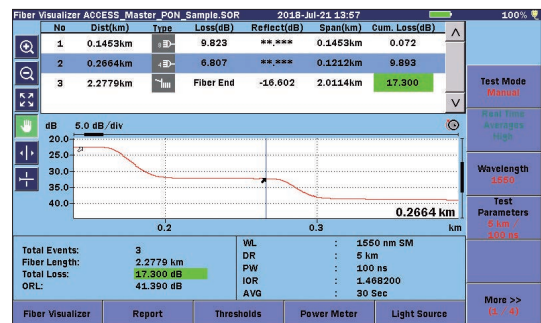 Fiber Visualizer ACCESS_Master_PON_Sample.SOR 2018-Jul-21 13:57 100%
No Dist(km) Type Loss(dB) Reflect(dB) Span(km) Cum. Loss(dB)
1 0.1453km 9.823 **.*** 0.1453km 0.072
2 0.2664km 6.807 **.*** 0.1212km 9.893
3 2.2779km Fiber End -16.602 2.0114km 17.300
Test Mode
Manual
Real Time
Averages
High
Wavelength
1550
Test
Parameters
5 km
100 ns
More >>
(1 / 4)
dB 5.0 dB/div
20.0
25.0
30.0
35.0
40.0
0.2664 km
0.2 0.3 km
Total Events: 3
Fiber Length: 2.2779 km
Total Loss: 17.300 dB
ORL: 41.390 dB
WL : 1550 nm SM
DR : 5 km
PW : 100 ns
IOR : 1.468200
AVG : 30 Sec
Fiber Visualizer Report Thresholds Power Meter Light Source